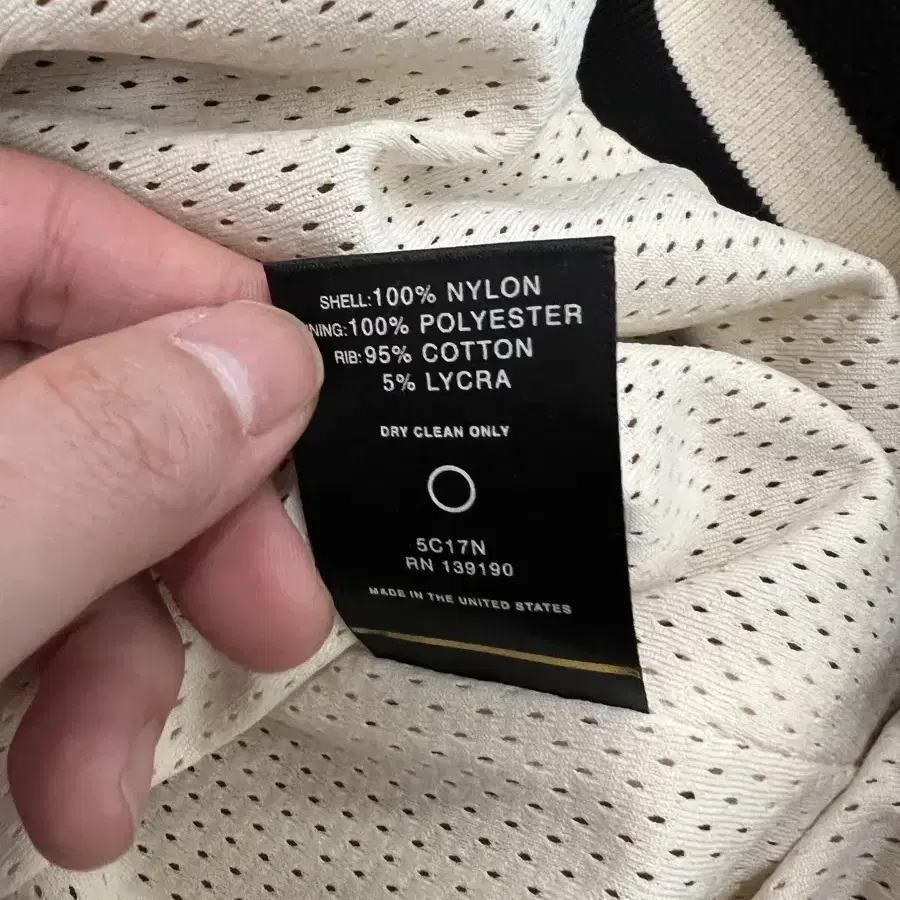 SHELL:100% NYLON
NING:100% POLYESTER
RIB:95% COTTON
5% LYCRA
DRY CLEAN ONLY
5C17N
RN 139190
MADE IN THE UNITED STATES